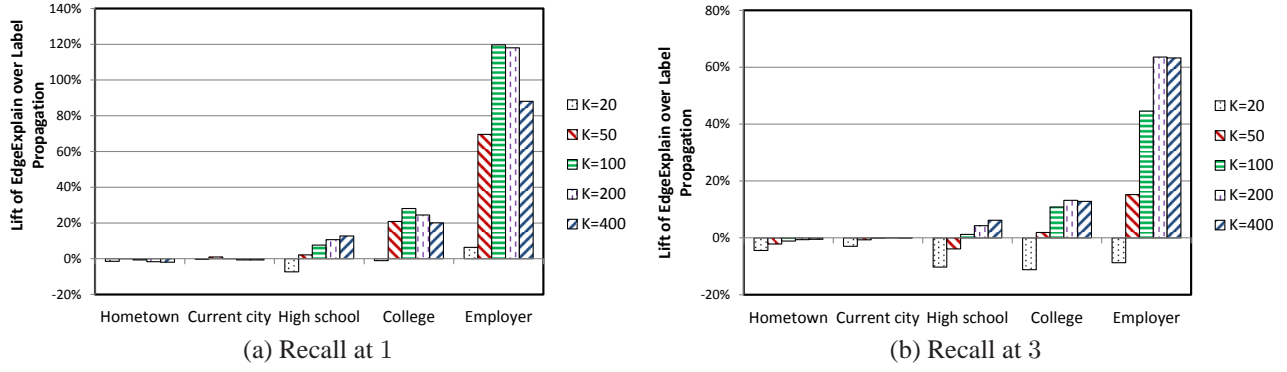 140%
120%
100%
80%
60%
40%
20%
0%
-20%
Lift of EdgeExplain over Label
Propagation
Hometown Current city High school College Employer
K=20
K=50
K=100
K=200
K=400
(a) Recall at 1
80%
60%
40%
20%
0%
-20%
Lift of EdgeExplain over Label
Propagation
Hometown Current city High school College Employer
K=20
K=50
K=100
K=200
K=400
(b) Recall at 3